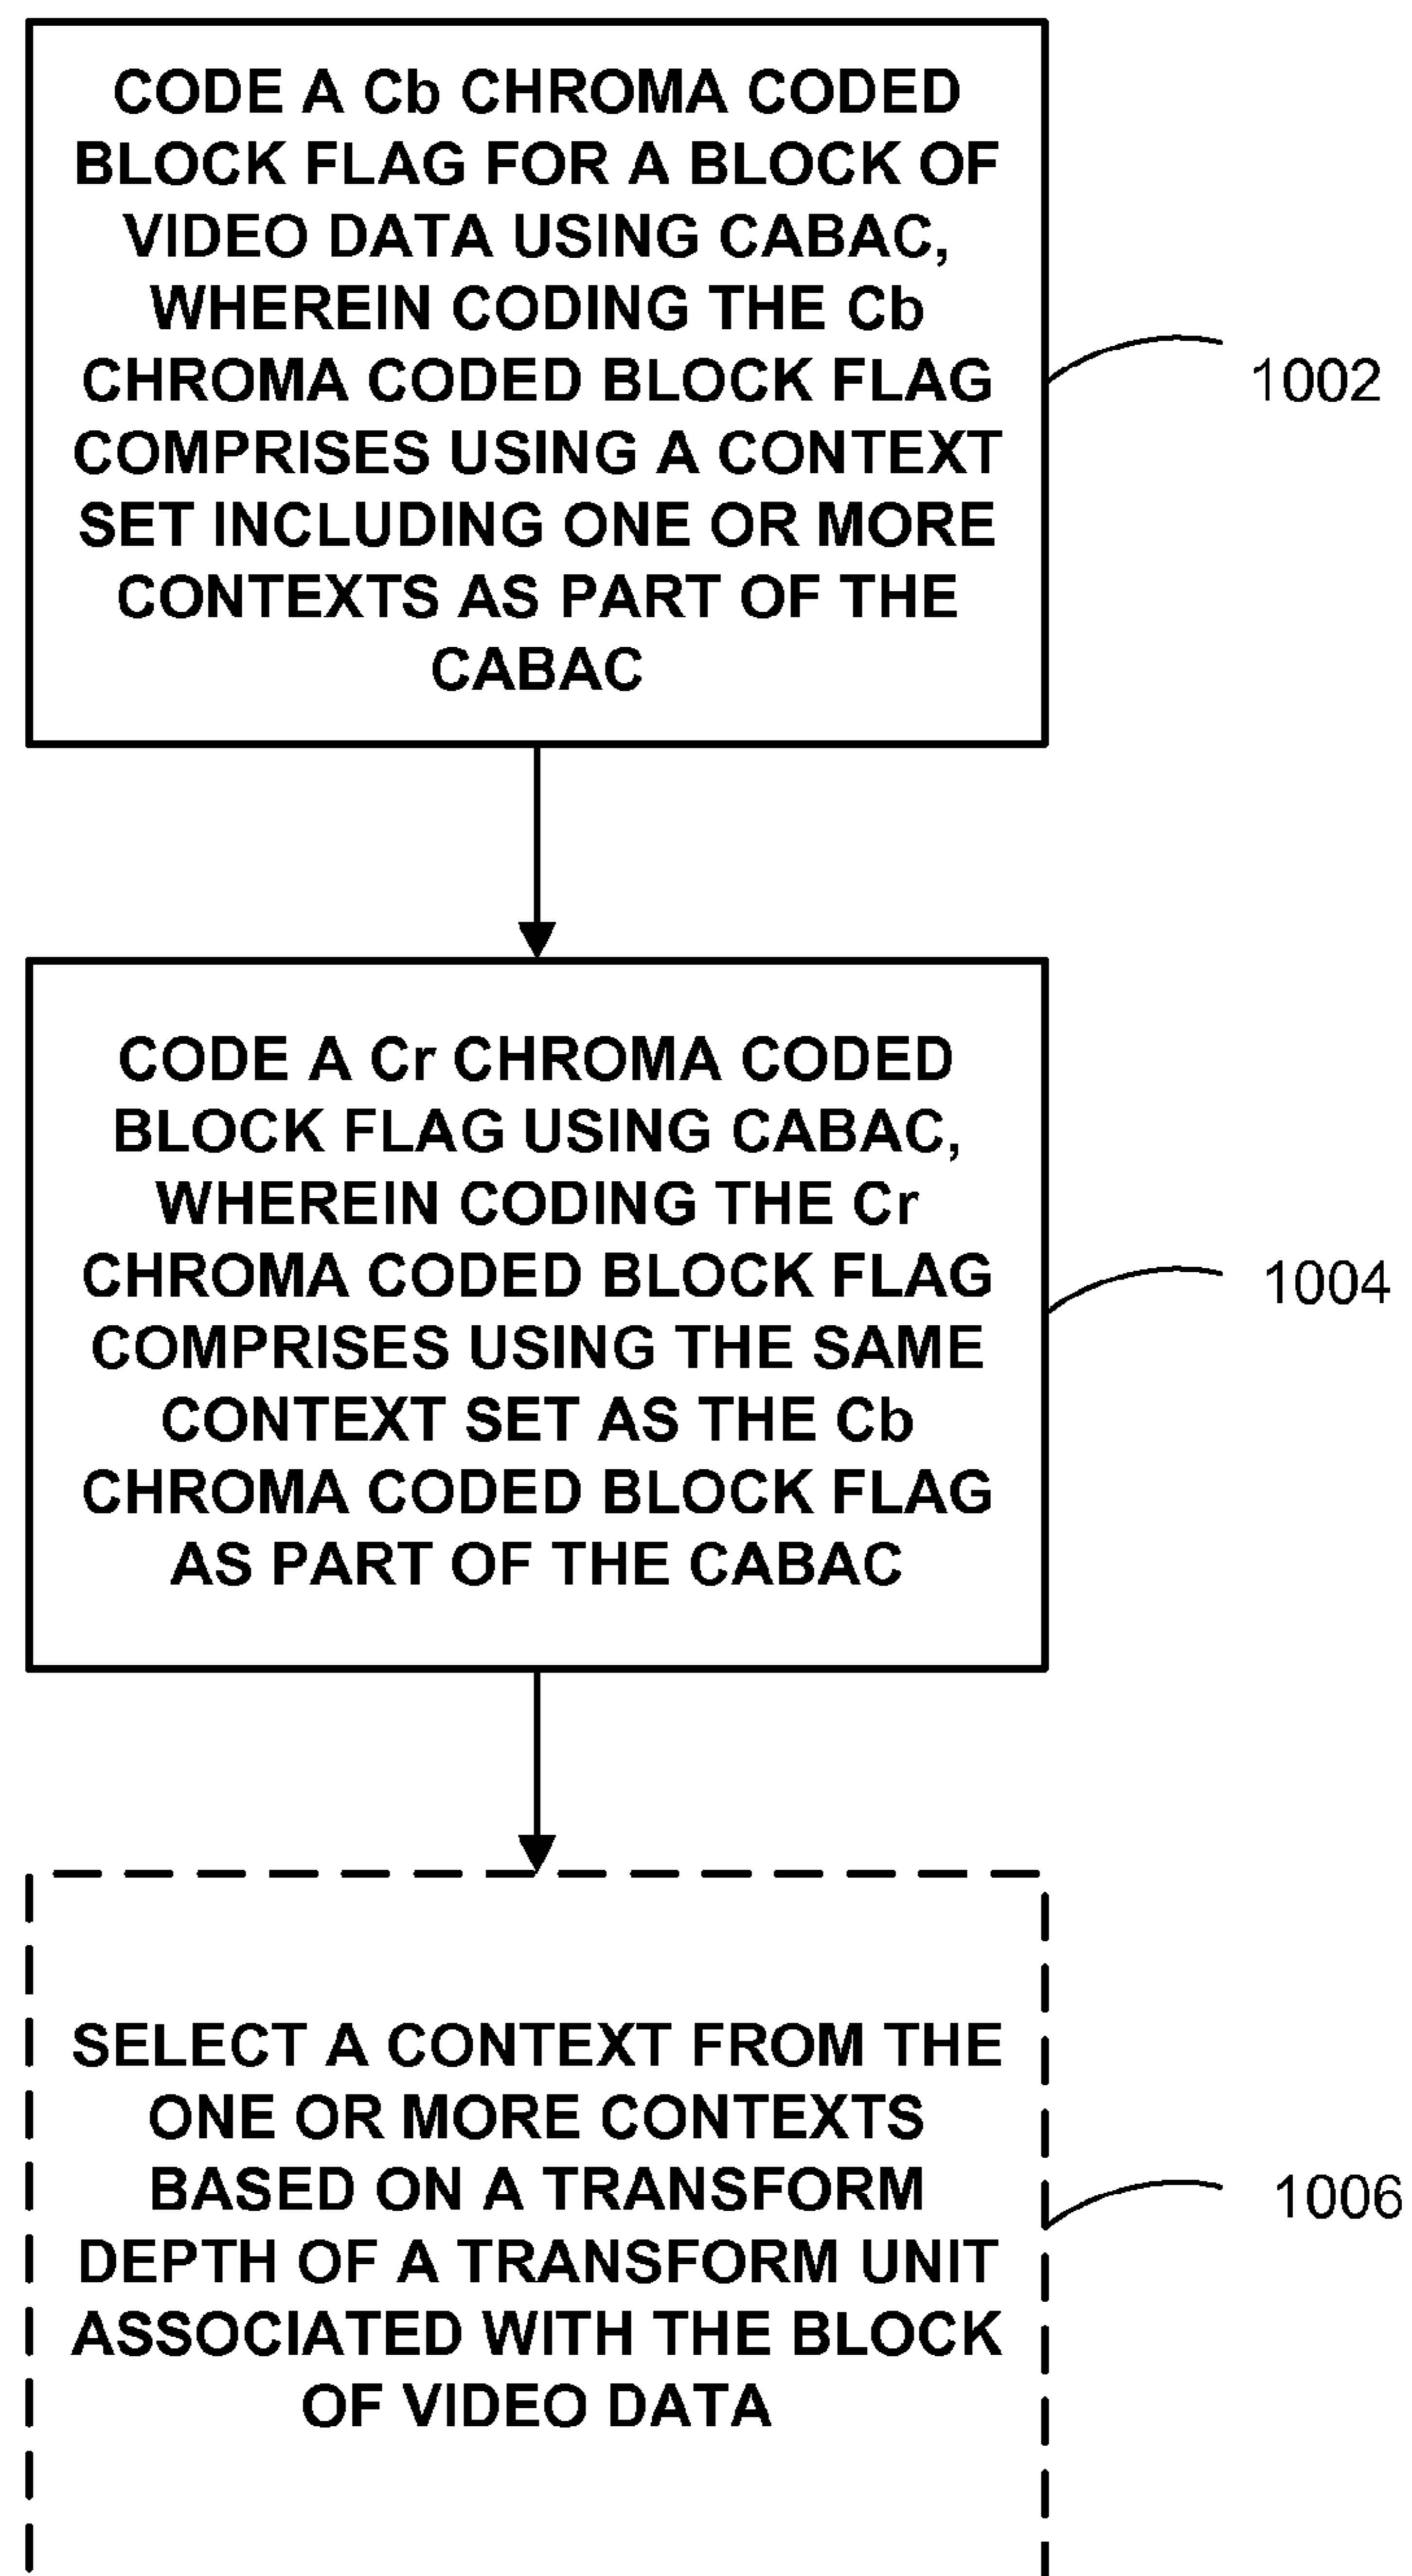 CODE A Cb CHROMA CODED
BLOCK FLAG FOR A BLOCK OF
VIDEO DATA USING CABAC,
WHEREIN CODING THE Cb
CHROMA CODED BLOCK FLAG
COMPRISES USING A CONTEXT
SET INCLUDING ONE OR MORE
CONTEXTS AS PART OF THE
CABAC
1002
CODE A Cr CHROMA CODED
BLOCK FLAG USING CABAC,
WHEREIN CODING THE Cr
CHROMA CODED BLOCK FLAG
COMPRISES USING THE SAME
CONTEXT SET AS THE Cb
CHROMA CODED BLOCK FLAG
AS PART OF THE CABAC
1004
SELECT A CONTEXT FROM THE
ONE OR MORE CONTEXTS
BASED ON A TRANSFORM
DEPTH OF A TRANSFORM UNIT
ASSOCIATED WITH THE BLOCK
OF VIDEO DATA
1006